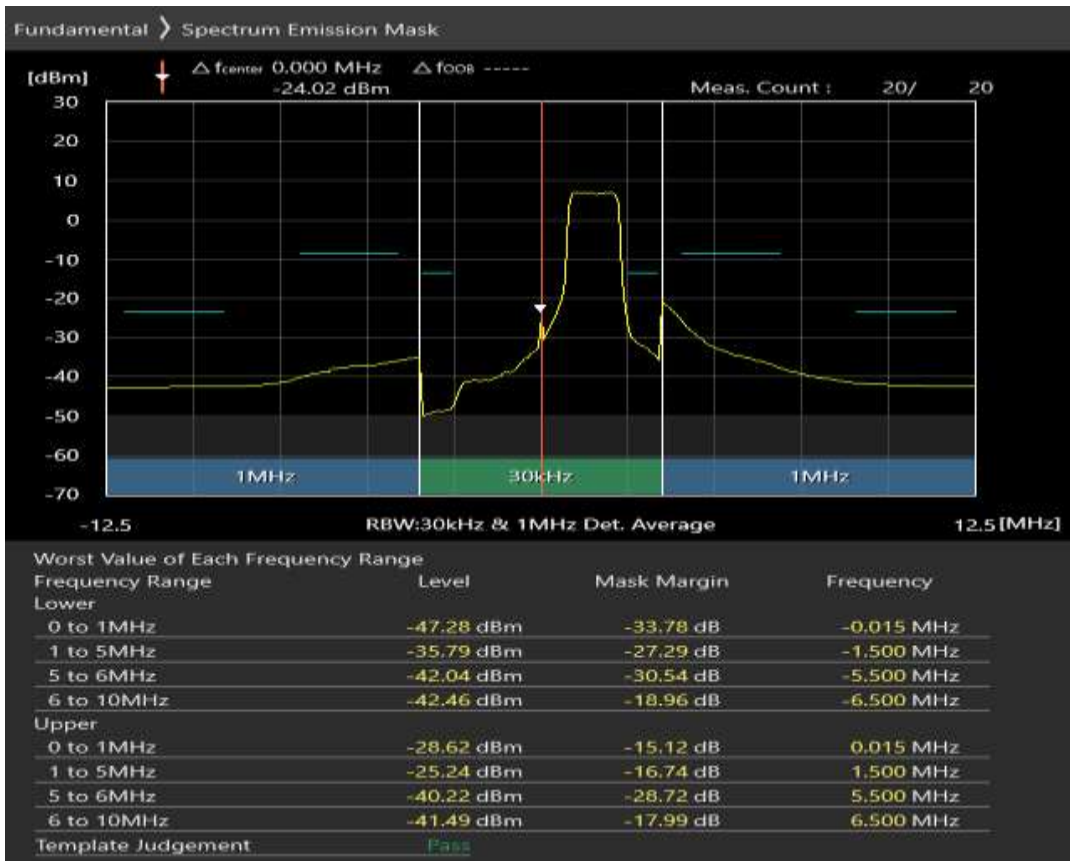 Fundamental 》 Spectrum Emission Mask
[dBm] △ fcenter 0.000 MHz △ fOOB -----
-24.02 dBm Meas. Count : 20/ 20
30
20
10
0
-10
-20
-30
-40
-50
-60
-70
1MHz 30kHz 1MHz
-12.5 RBW:30kHz & 1MHz Det. Average 12.5 [MHz]
Worst Value of Each Frequency Range
Frequency Range Level Mask Margin Frequency
Lower
0 to 1MHz -47.28 dBm -33.78 dB -0.015 MHz
1 to 5MHz -35.79 dBm -27.29 dB -1.500 MHz
5 to 6MHz -42.04 dBm -30.54 dB -5.500 MHz
6 to 10MHz -42.46 dBm -18.96 dB -6.500 MHz
Upper
0 to 1MHz -28.62 dBm -15.12 dB 0.015 MHz
1 to 5MHz -25.24 dBm -16.74 dB 1.500 MHz
5 to 6MHz -40.22 dBm -28.72 dB 5.500 MHz
6 to 10MHz -41.49 dBm -17.99 dB 6.500 MHz
Template Judgement Pass